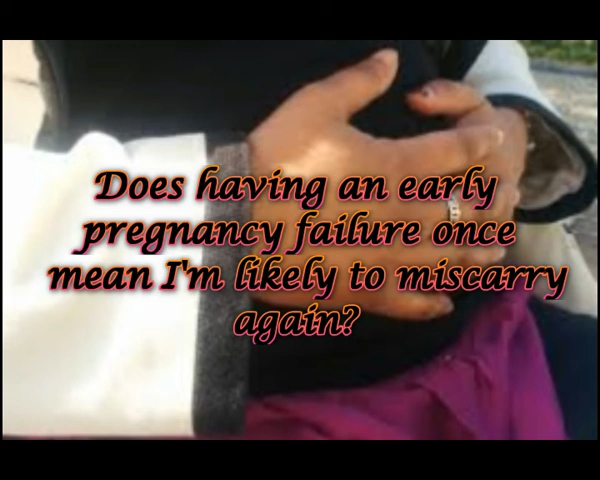 Does having an early
pregnancy failure once
mean I'm likely to miscarry
again?